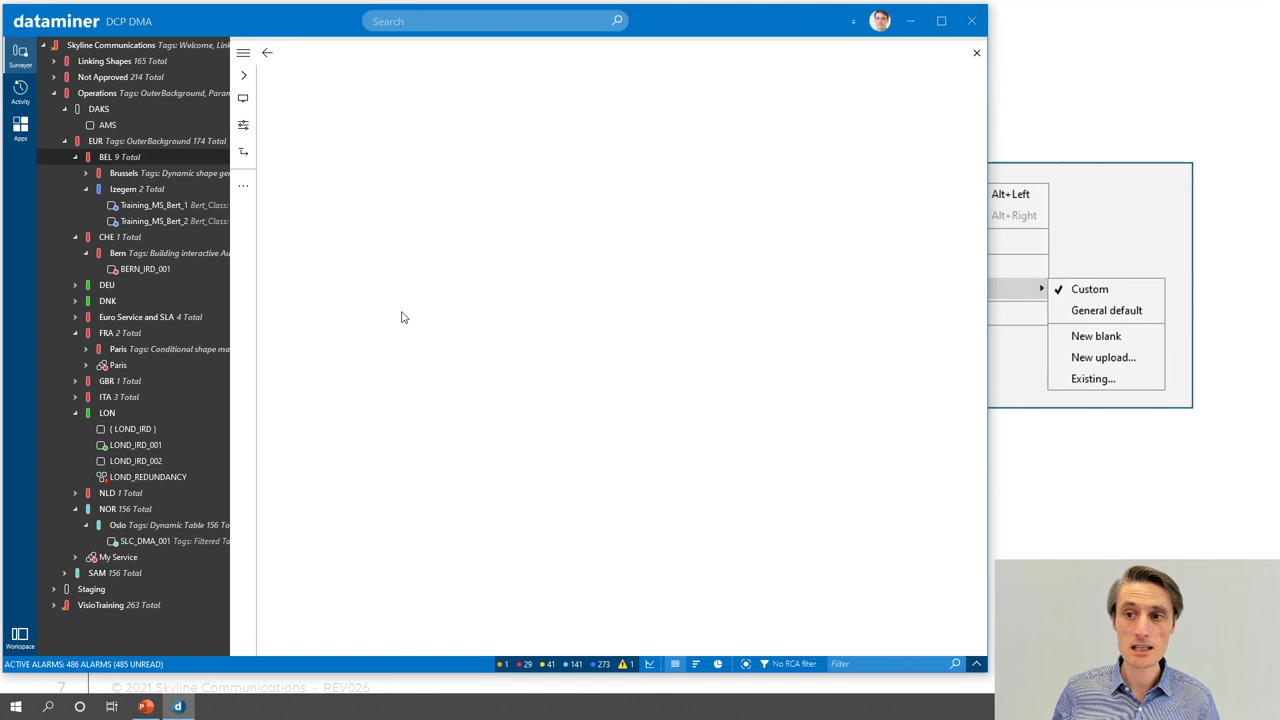 dataminer DCP DMA
Search
Surveyor
Activity
Apps
Workspace
Skyline Communications Tags: Welcome, Lin
Linking Shapes 165 Total
Not Approved 214 Total
Operations Tags: OuterBackground, Param
DAKS
AMS
EUR Tags: OuterBackground 174 Total
BEL 9 Total
Brussels Tags: Dynamic shape ge
Izegem 2 Total
Training_MS_Bert_1 Bert_Class:
Training_MS_Bert_2 Bert_Class:
CHE 1 Total
Bern Tags: Building interactive Au
BERN_IRD_001
DEU
DNK
Euro Service and SLA 4 Total
FRA 2 Total
Paris Tags: Conditional shape ma
Paris
GBR 1 Total
ITA 3 Total
LON
{ LOND_IRD }
LOND_IRD_001
LOND_IRD_002
LOND_REDUNDANCY
NLD 1 Total
NOR 156 Total
Oslo Tags: Dynamic Table 156 To
SLC_DMA_001 Tags: Filtered Ta
My Service
SAM 156 Total
Staging
VisioTraining 263 Total
Alt+Left
Alt+Right
Custom
General default
New blank
New upload...
Existing...
ACTIVE ALARMS: 486 ALARMS (485 UNREAD)
1 29 41 141 273 1 No RCA filter Filter
7 © 2021 Skyline Communications - REV026